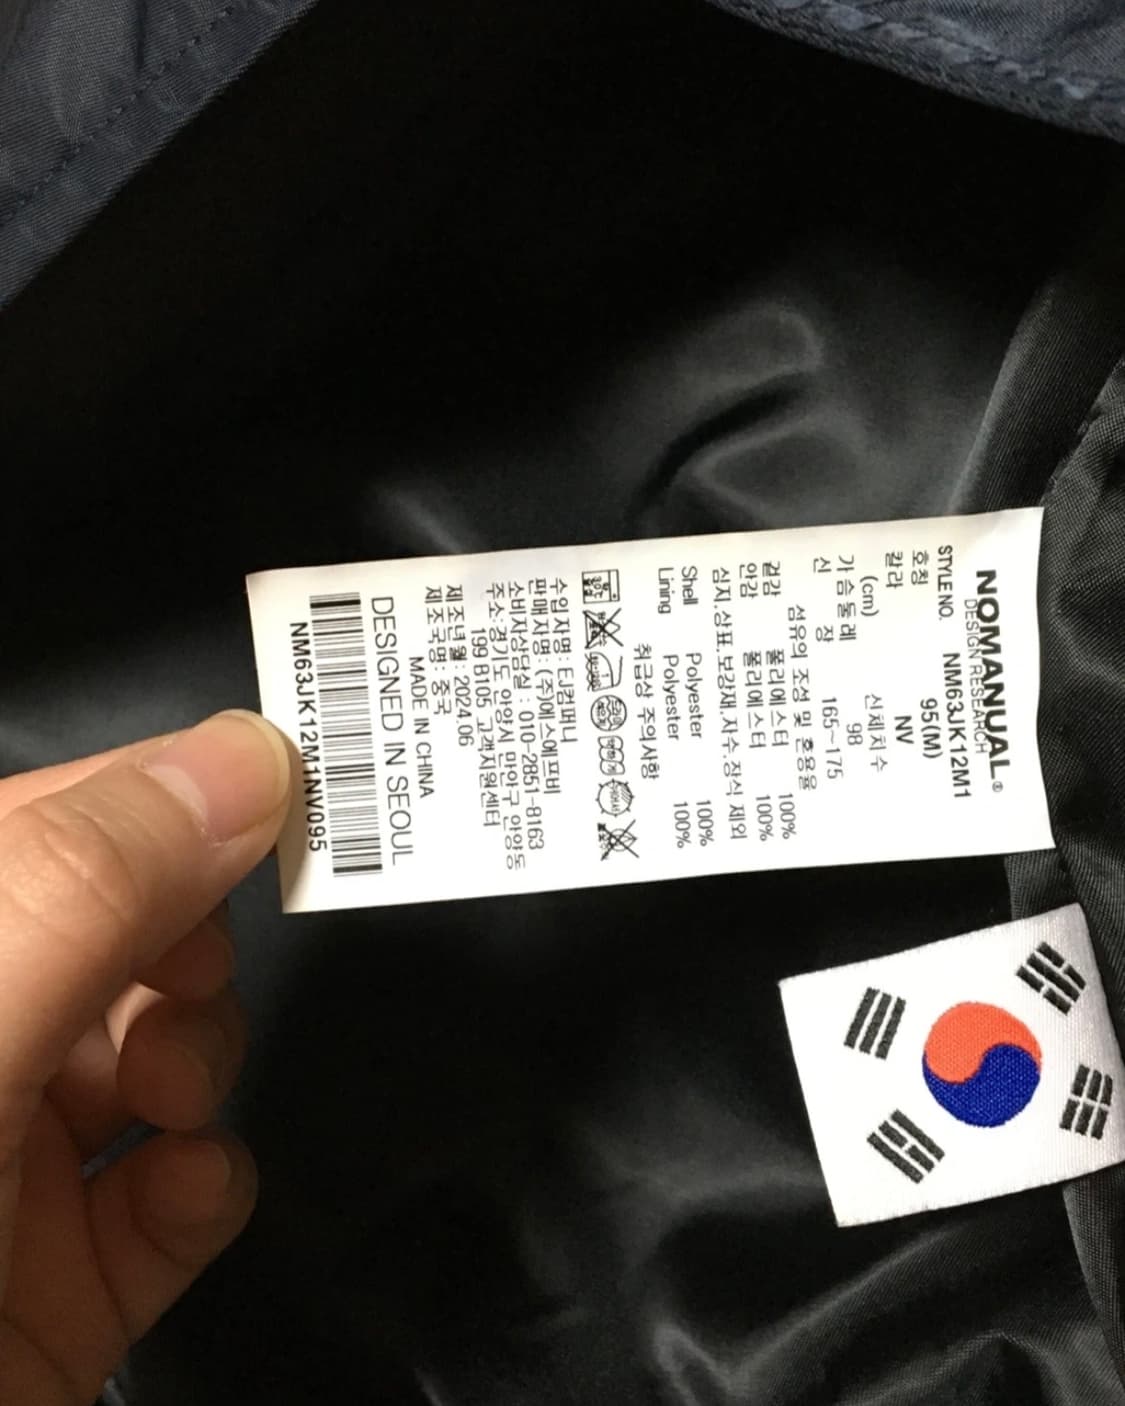 NOMANUAL®
DESIGN RESEARCH
STYLE NO. NM63JK12M1
호칭 95(M)
칼라 NV
(cm) 신체치수
가슴둘레 98
신 장 165~175
섬유의 조성 및 혼용율
겉감 폴리에스터 100%
안감 폴리에스터 100%
심지.상표.보강재.자수.장식 제외
Shell Polyester 100%
Lining Polyester 100%
취급상 주의사항
수입자명 : EJ컴퍼니
판매자명 : (주)에스에프비
소비자상담실 : 010-2851-8163
주소:경기도 안양시 만안구 안양동
199 B105 고객지원센터
제조년월 : 2024.06
제조국명 : 중국
MADE IN CHINA
DESIGNED IN SEOUL
NM63JK12M1NV095